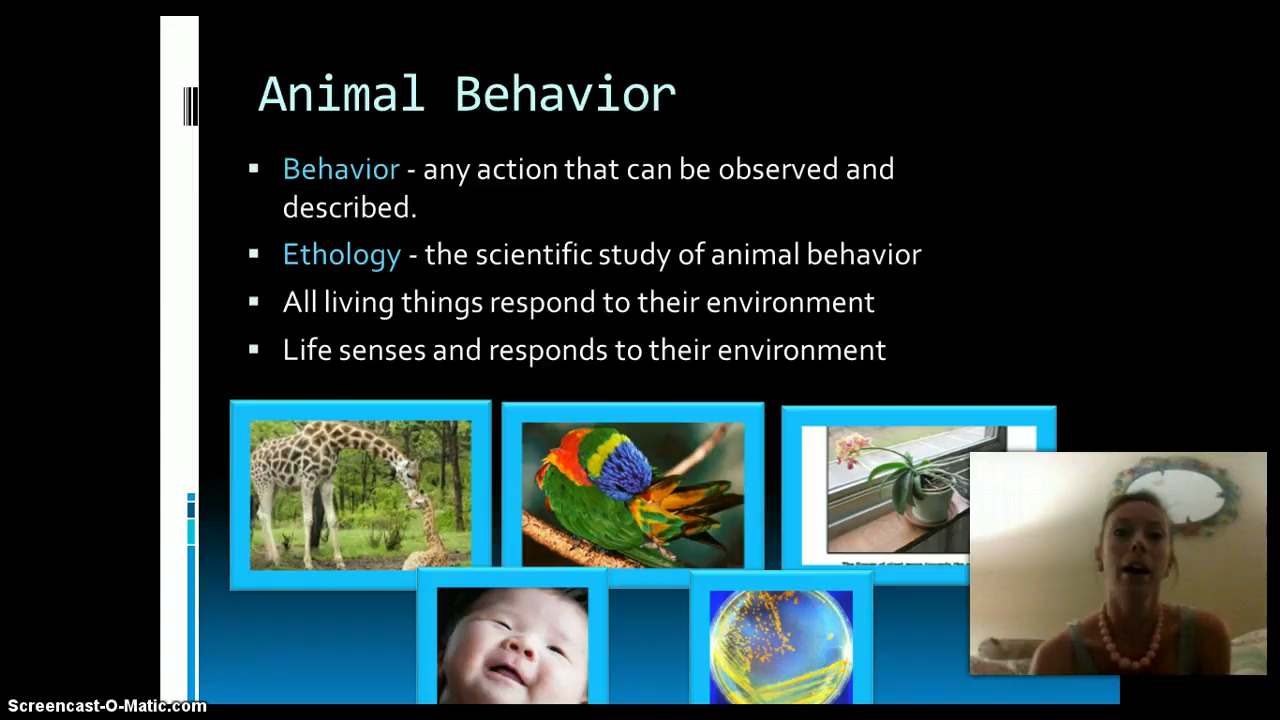 Animal Behavior
Behavior - any action that can be observed and
described.
Ethology - the scientific study of animal behavior
All living things respond to their environment
Life senses and responds to their environment
Screencast-O-Matic.com